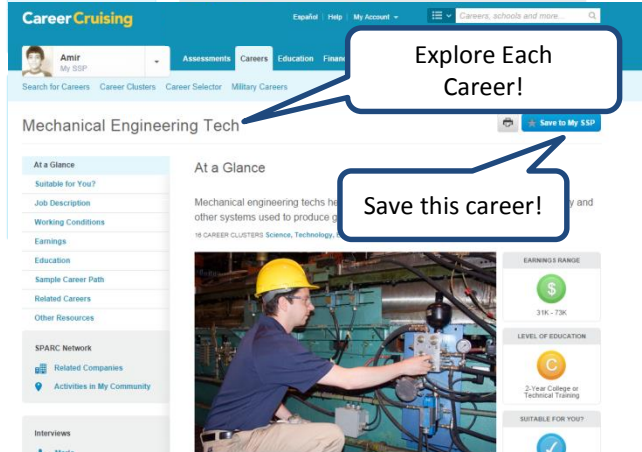 CareerCruising
Español | Help | My Account
Careers, schools and more...
Amir
My SSP
Assessments Careers Education
Explore Each
Career!
Search for Careers Career Clusters Career Selector Military Careers
Mechanical Engineering Tech
Save to My SSP
At a Glance
Suitable for You?
Job Description
Working Conditions
Earnings
Education
Sample Career Path
Related Careers
Other Resources
SPARC Network
Related Companies
Activities in My Community
Interviews
At a Glance
Mechanical engineering techs
Save this career!
and
other systems used to produce
16 CAREER CLUSTERS Science, Technology,
EARNINGS RANGE
$
31K - 73K
LEVEL OF EDUCATION
C
2-Year College or
Technical Training
SUITABLE FOR YOU?